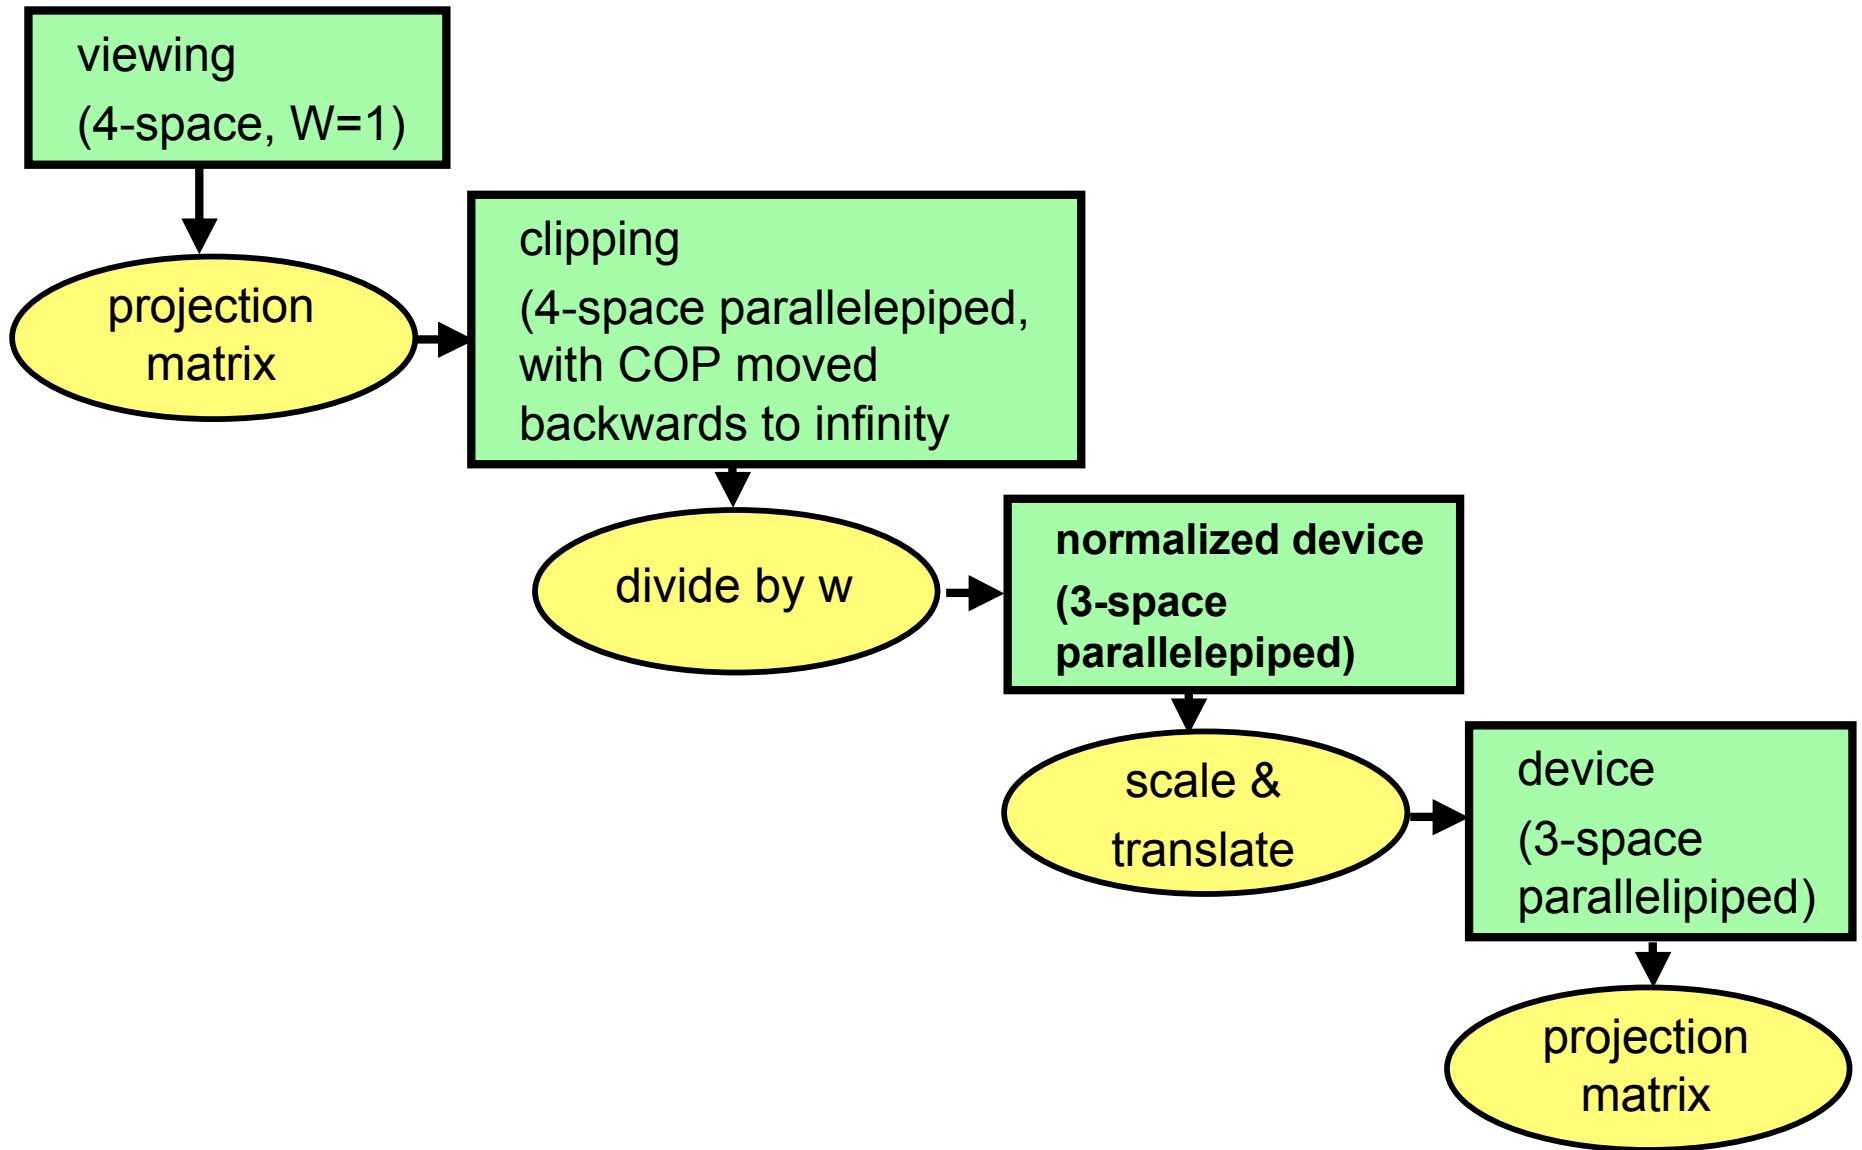 viewing
(4-space, W=1)
projection
matrix
clipping
(4-space parallelepiped,
with COP moved
backwards to infinity
divide by w
normalized device
(3-space
parallelepiped)
scale &
translate
device
(3-space
parallelipiped)
projection
matrix